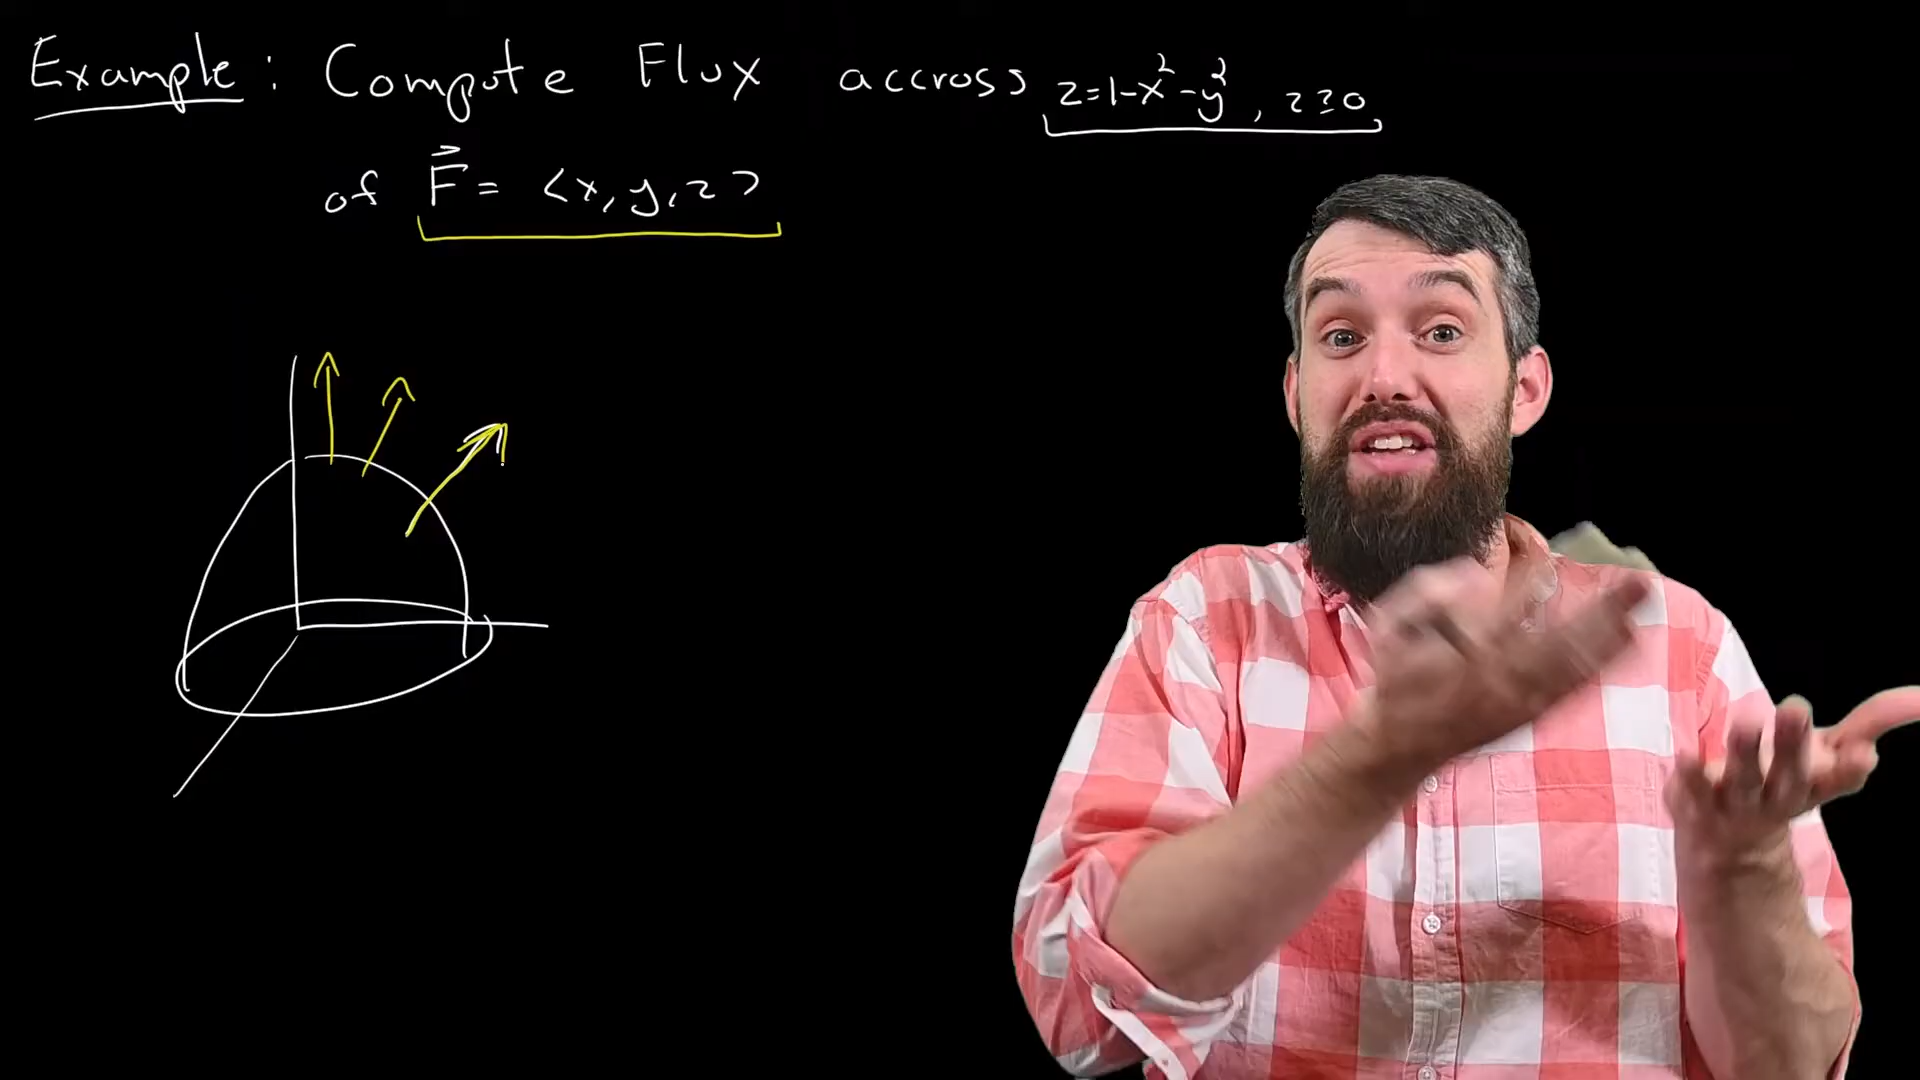 Example: Compute Flux accross z=1-x²-y², z≥0
of F⃗ = <x, y, z>